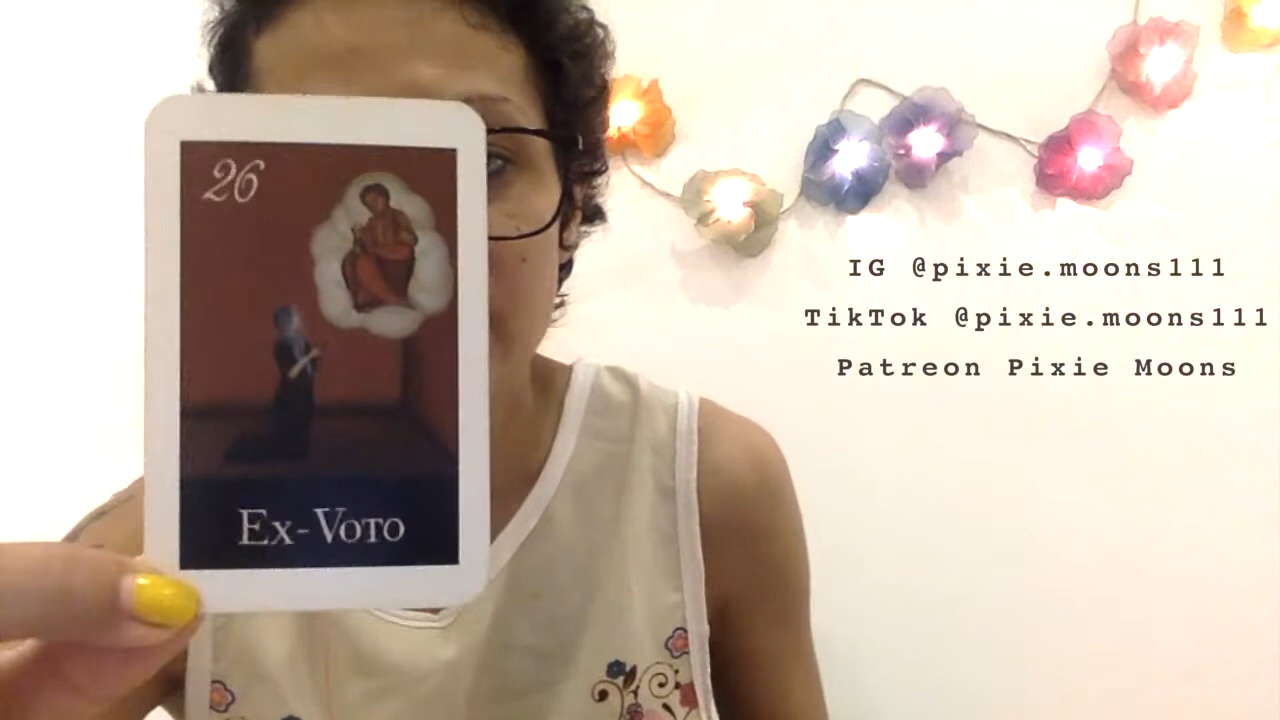 26
Ex-Voto
IG @pixie.moons111
TikTok @pixie.moons111
Patreon Pixie Moons